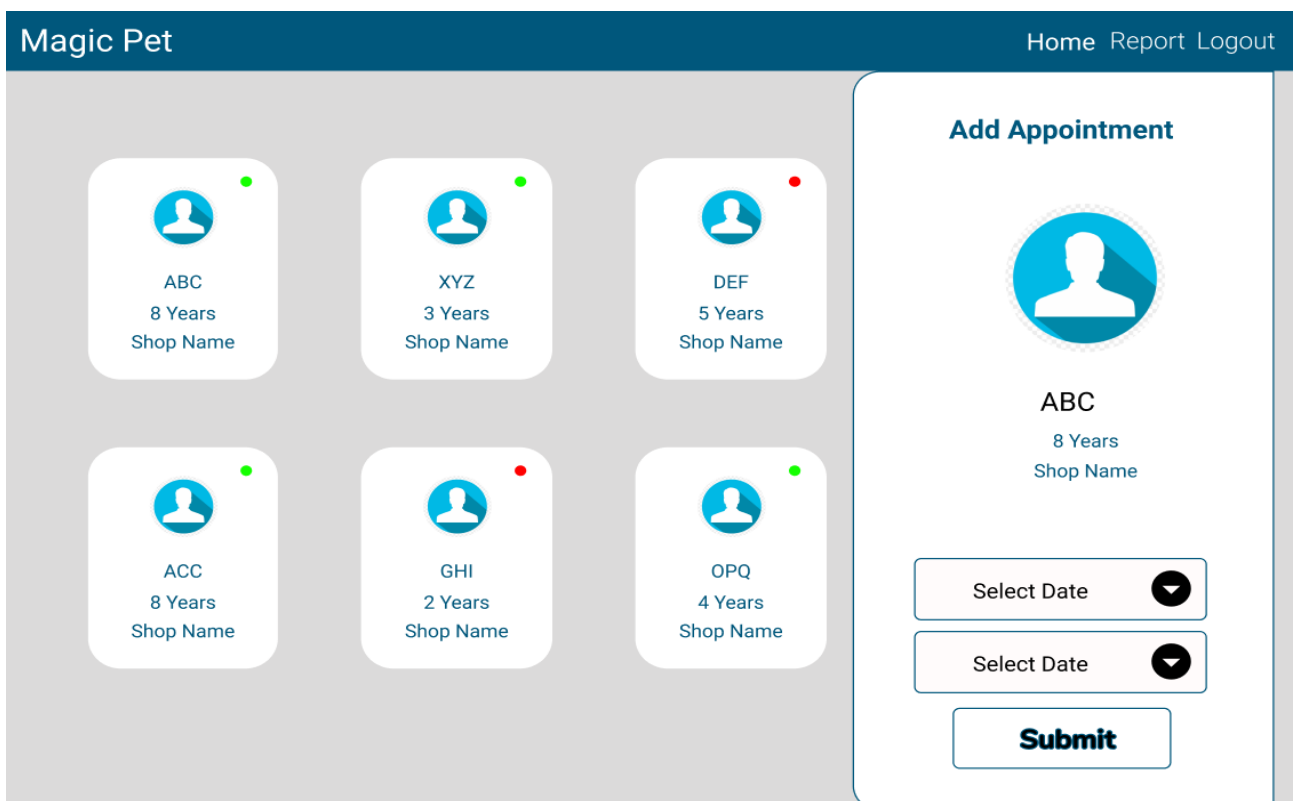 Magic Pet
Home Report Logout
ABC
8 Years
Shop Name
XYZ
3 Years
Shop Name
DEF
5 Years
Shop Name
ACC
8 Years
Shop Name
GHI
2 Years
Shop Name
OPQ
4 Years
Shop Name
Add Appointment
ABC
8 Years
Shop Name
Select Date
Select Date
Submit